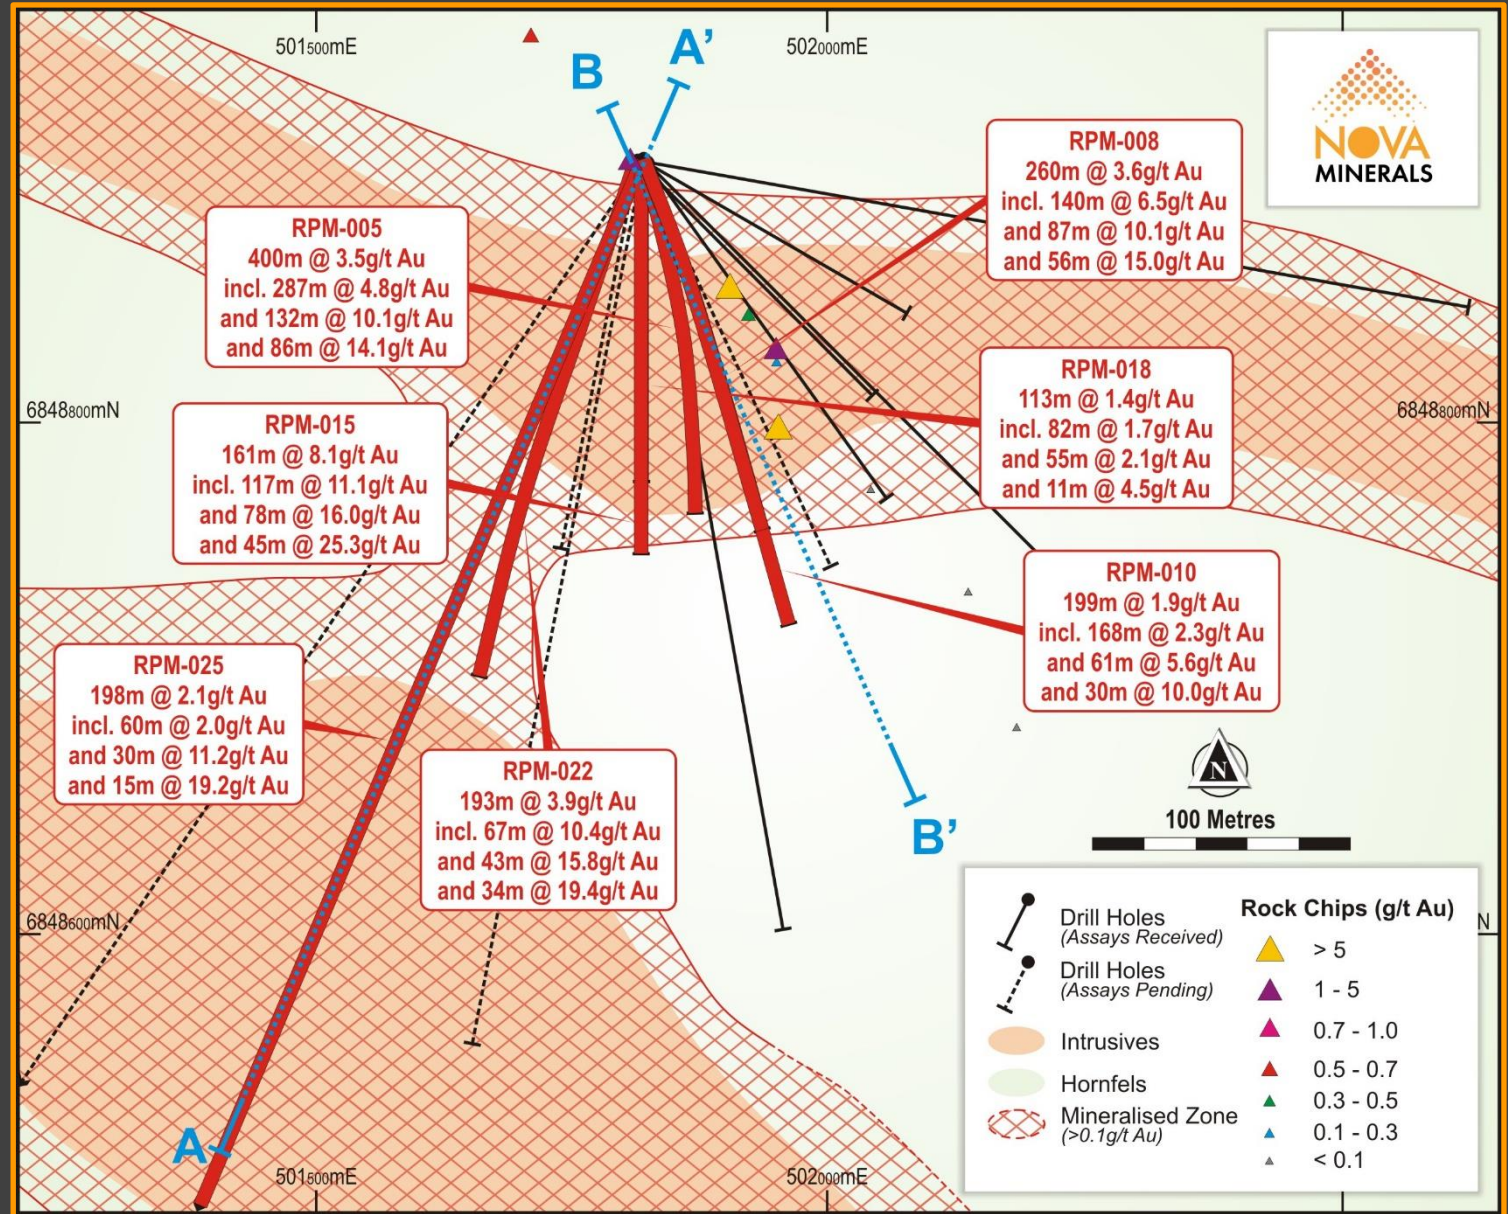 501500mE
502000mE
B
A’
NOVA
MINERALS
RPM-008
260m @ 3.6g/t Au
incl. 140m @ 6.5g/t Au
and 87m @ 10.1g/t Au
and 56m @ 15.0g/t Au
RPM-005
400m @ 3.5g/t Au
incl. 287m @ 4.8g/t Au
and 132m @ 10.1g/t Au
and 86m @ 14.1g/t Au
RPM-018
113m @ 1.4g/t Au
incl. 82m @ 1.7g/t Au
and 55m @ 2.1g/t Au
and 11m @ 4.5g/t Au
6848800mN
6848800mN
RPM-015
161m @ 8.1g/t Au
incl. 117m @ 11.1g/t Au
and 78m @ 16.0g/t Au
and 45m @ 25.3g/t Au
RPM-010
199m @ 1.9g/t Au
incl. 168m @ 2.3g/t Au
and 61m @ 5.6g/t Au
and 30m @ 10.0g/t Au
RPM-025
198m @ 2.1g/t Au
incl. 60m @ 2.0g/t Au
and 30m @ 11.2g/t Au
and 15m @ 19.2g/t Au
RPM-022
193m @ 3.9g/t Au
incl. 67m @ 10.4g/t Au
and 43m @ 15.8g/t Au
and 34m @ 19.4g/t Au
N
100 Metres
B’
6848600mN
N
Drill Holes
(Assays Received)
Drill Holes
(Assays Pending)
Intrusives
Hornfels
Mineralised Zone
(>0.1g/t Au)
Rock Chips (g/t Au)
> 5
1 - 5
0.7 - 1.0
0.5 - 0.7
0.3 - 0.5
0.1 - 0.3
< 0.1
A
501500mE
502000mE